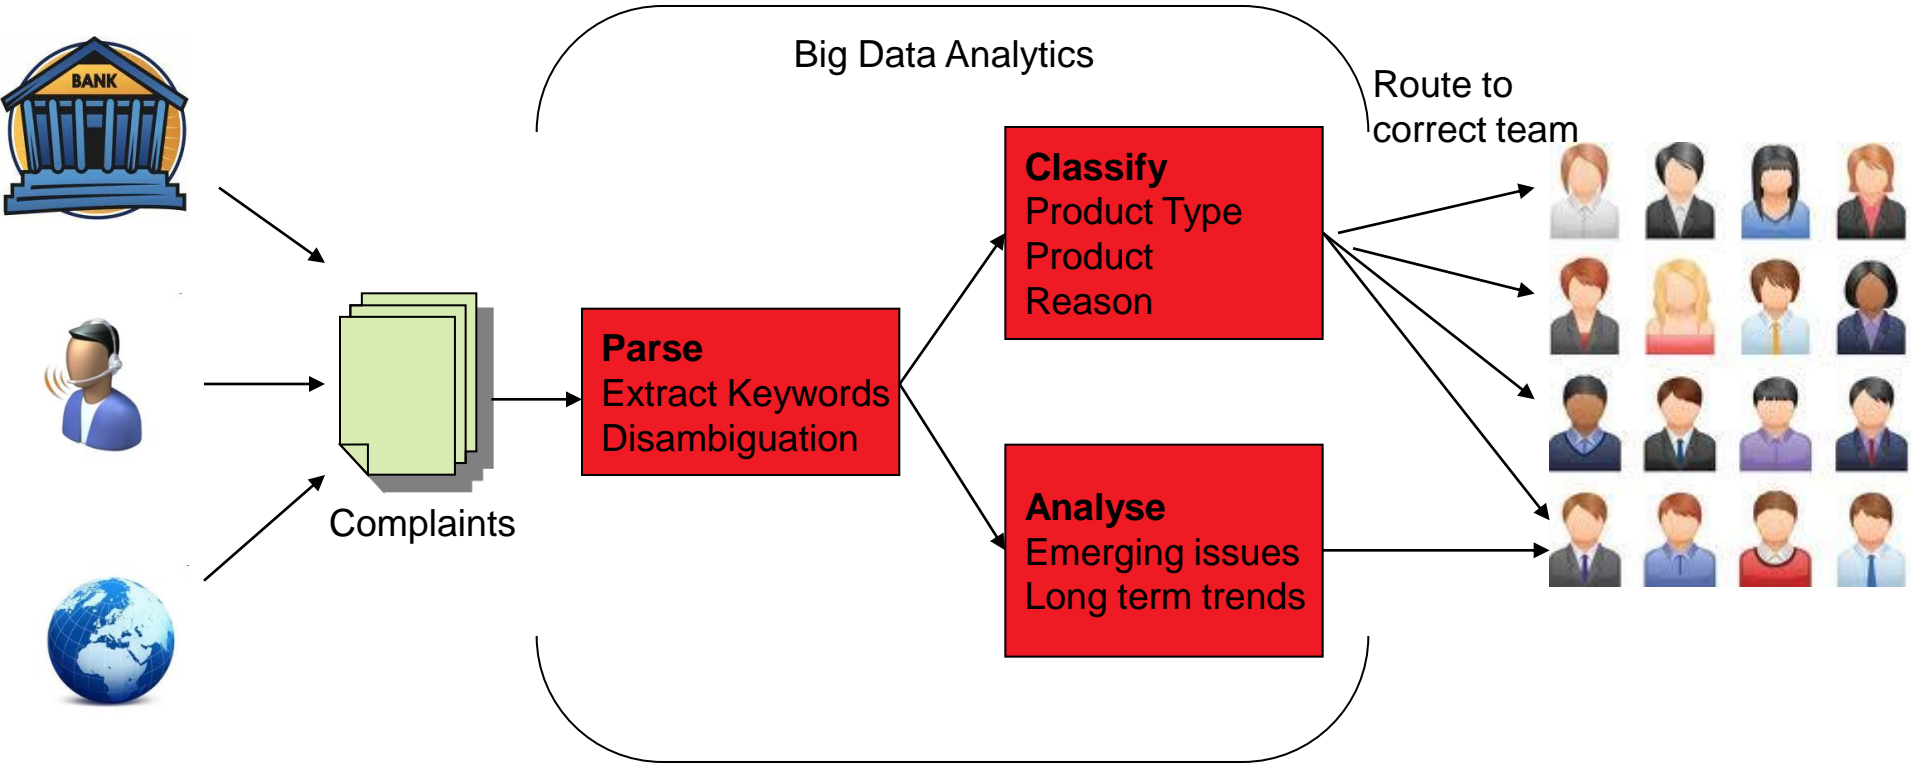 Big Data Analytics
BANK
Route to
correct team
Classify
Product Type
Product
Reason
Parse
Extract Keywords
Disambiguation
Complaints
Analyse
Emerging issues
Long term trends